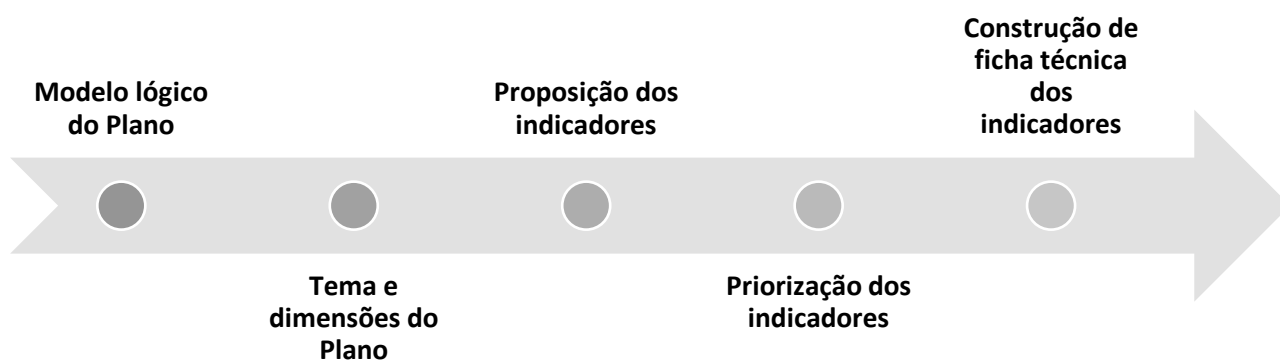 Modelo lógico
do Plano
Tema e
dimensões do
Plano
Proposição dos
indicadores
Priorização dos
indicadores
Construção de
ficha técnica
dos
indicadores